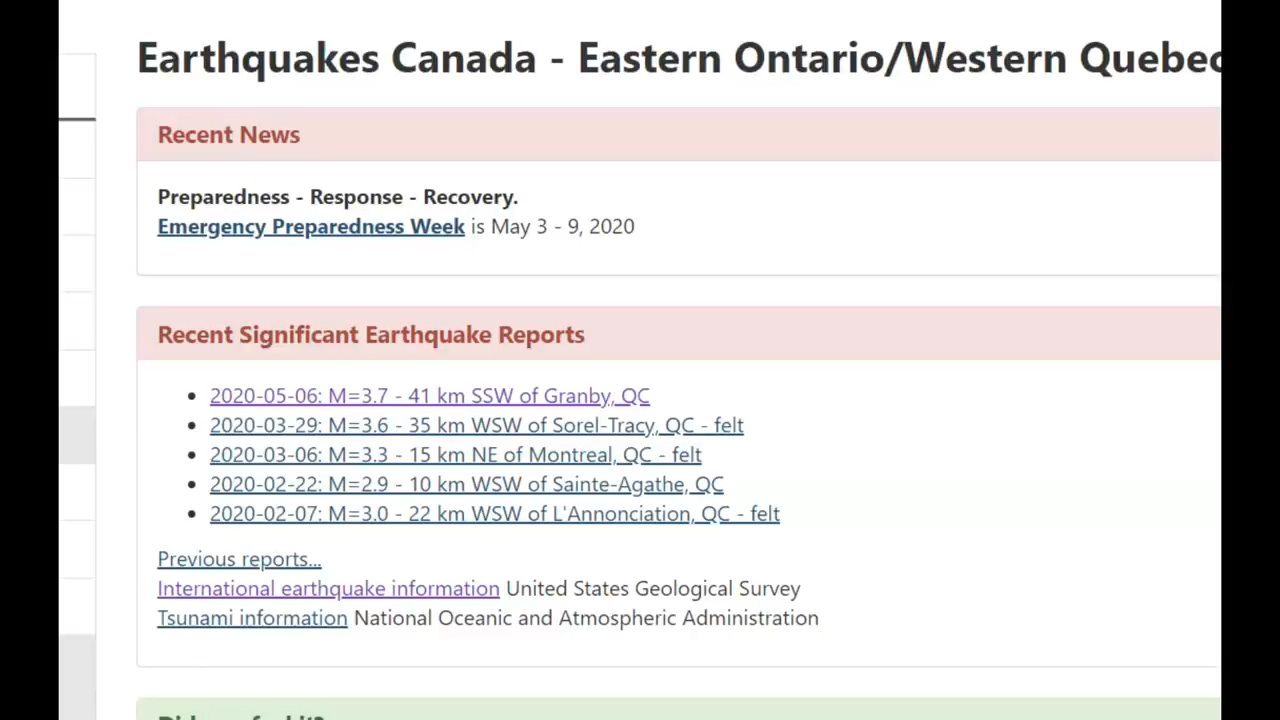 Earthquakes Canada - Eastern Ontario/Western Quebec
Recent News
Preparedness - Response - Recovery.
Emergency Preparedness Week is May 3 - 9, 2020
Recent Significant Earthquake Reports
2020-05-06: M=3.7 - 41 km SSW of Granby, QC
2020-03-29: M=3.6 - 35 km WSW of Sorel-Tracy, QC - felt
2020-03-06: M=3.3 - 15 km NE of Montreal, QC - felt
2020-02-22: M=2.9 - 10 km WSW of Sainte-Agathe, QC
2020-02-07: M=3.0 - 22 km WSW of L'Annonciation, QC - felt
Previous reports...
International earthquake information United States Geological Survey
Tsunami information National Oceanic and Atmospheric Administration